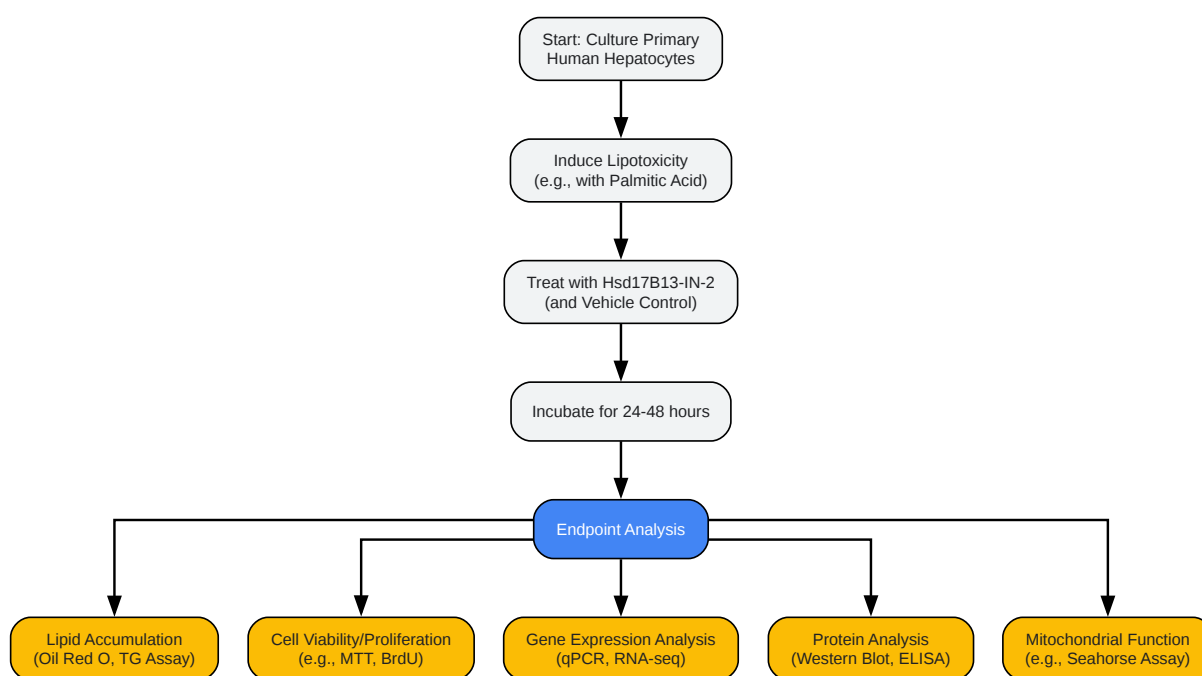 Start: Culture Primary
Human Hepatocytes
Induce Lipotoxicity
(e.g., with Palmitic Acid)
Treat with Hsd17B13-IN-2
(and Vehicle Control)
Incubate for 24-48 hours
Endpoint Analysis
Lipid Accumulation
(Oil Red O, TG Assay)
Cell Viability/Proliferation
(e.g., MTT, BrdU)
Gene Expression Analysis
(qPCR, RNA-seq)
Protein Analysis
(Western Blot, ELISA)
Mitochondrial Function
(e.g., Seahorse Assay)